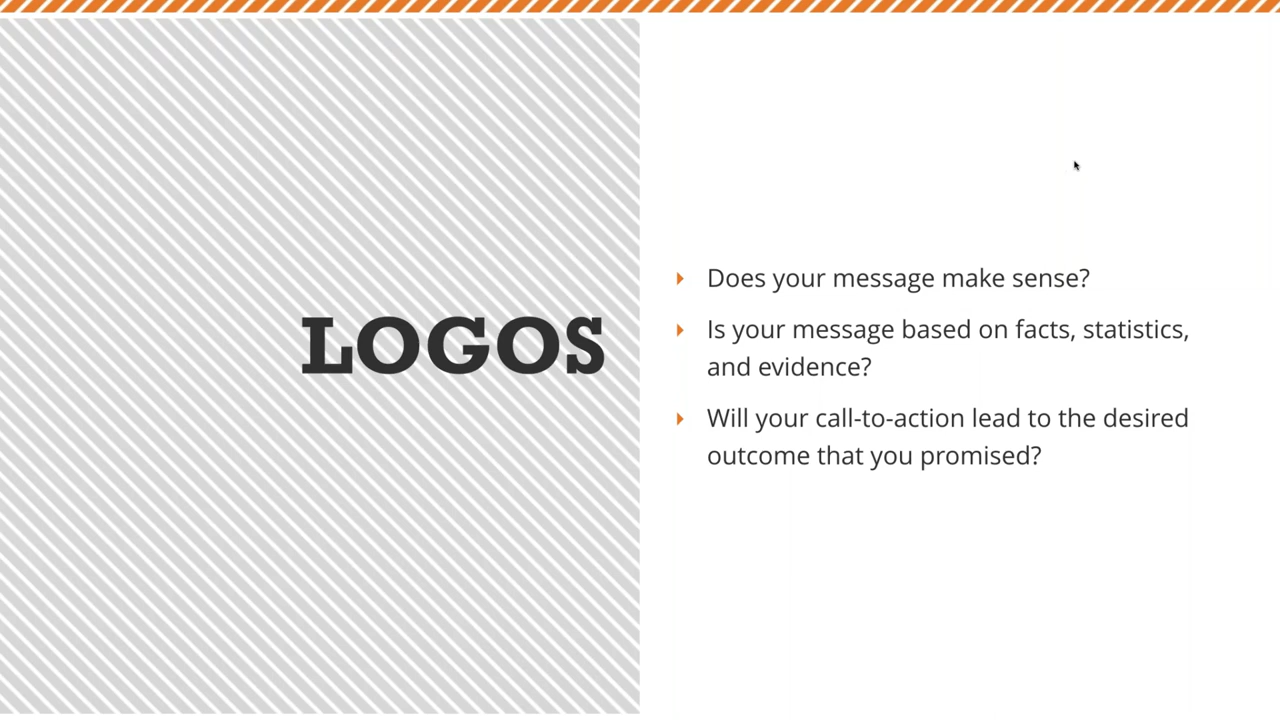 LOGOS
Does your message make sense?
Is your message based on facts, statistics,
and evidence?
Will your call-to-action lead to the desired
outcome that you promised?